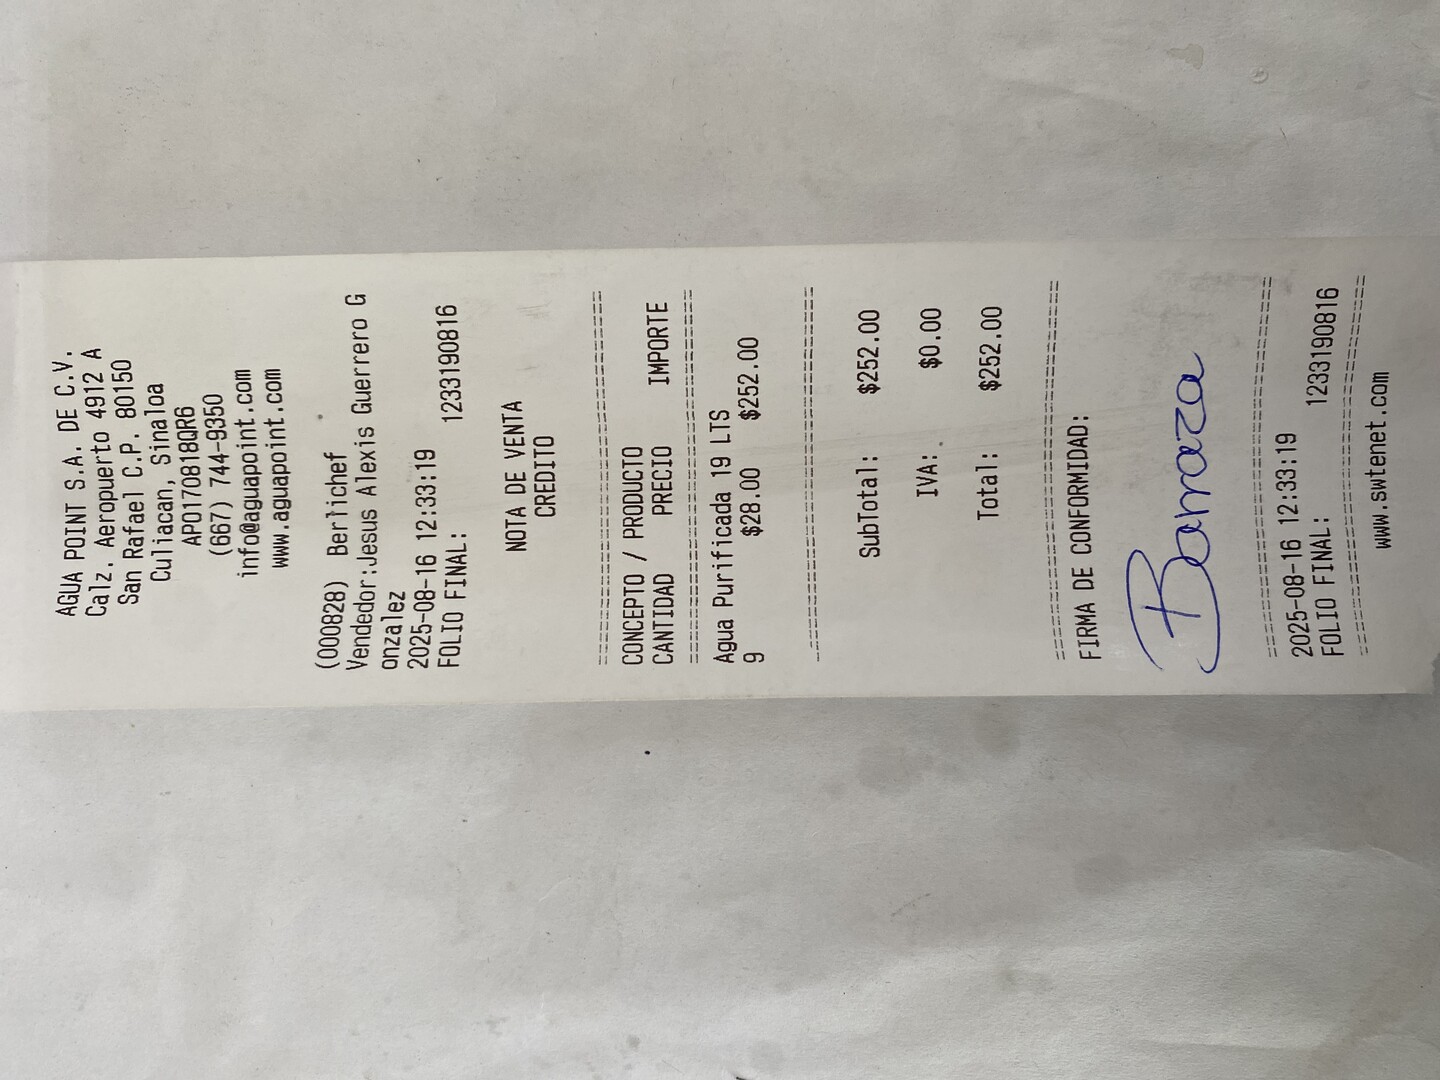 AGUA POINT S.A. DE C.V.
Calz. Aeropuerto 4912 A
San Rafael C.P. 80150
Culiacan, Sinaloa
APO170818QR6
(667) 744-9350
info@aguapoint.com
www.aguapoint.com
(000828) Berlichef
Vendedor:Jesus Alexis Guerrero G
onzalez
2025-08-16 12:33:19
FOLIO FINAL: 1233190816
NOTA DE VENTA
CREDITO
CONCEPTO / PRODUCTO
CANTIDAD PRECIO IMPORTE
Agua Purificada 19 LTS
9 $28.00 $252.00
SubTotal: $252.00
IVA: $0.00
Total: $252.00
FIRMA DE CONFORMIDAD:
Barraza
2025-08-16 12:33:19
FOLIO FINAL: 1233190816
www.swtenet.com